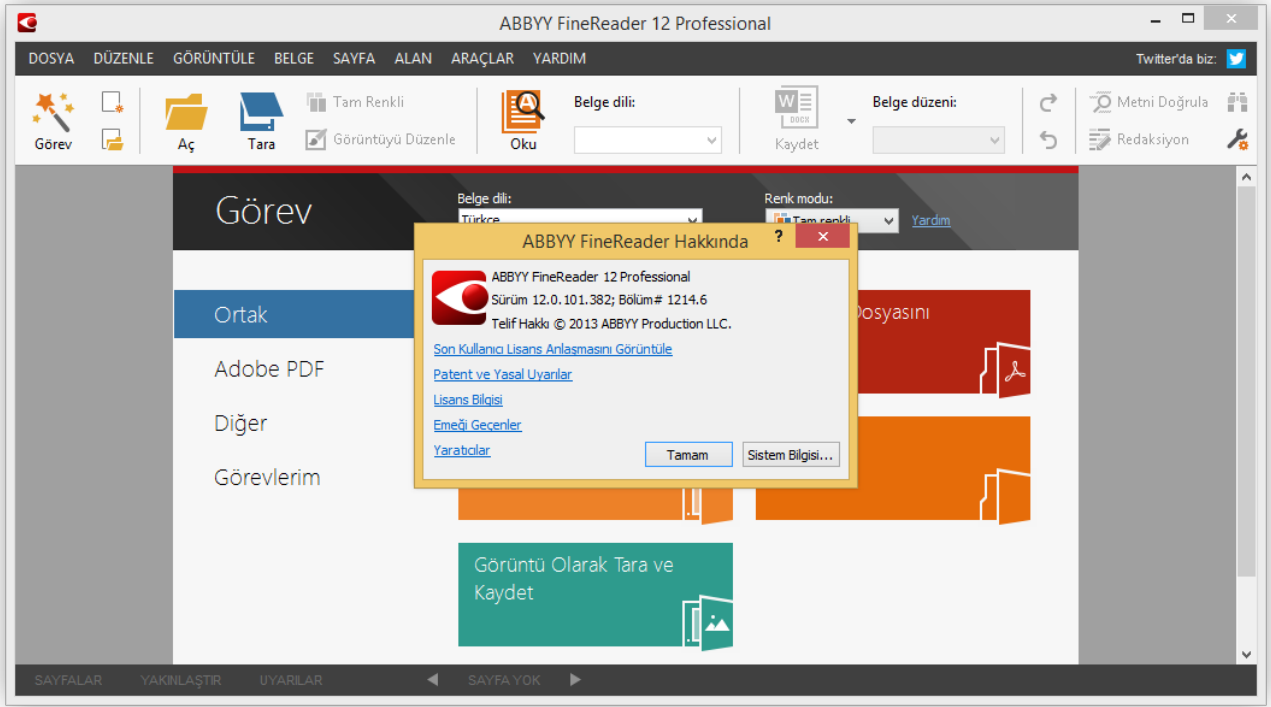 ABBYY FineReader 12 Professional
DOSYA DÜZENLE GÖRÜNTÜLE BELGE SAYFA ALAN ARAÇLAR YARDIM
Twitter'da biz:
Görev
Aç
Tara
Tam Renkli
Görüntüyü Düzenle
Oku
Belge dili:
W
DOCX
Kaydet
Belge düzeni:
Metni Doğrula
Redaksiyon
Görev
Belge dili:
Türkçe
Renk modu:
Tam renkli
Yardım
Ortak
Adobe PDF
Diğer
Görevlerim
Dosyasını
ABBYY FineReader Hakkında
?
ABBYY FineReader 12 Professional
Sürüm 12.0.101.382; Bölüm# 1214.6
Telif Hakkı © 2013 ABBYY Production LLC.
Son Kullanıcı Lisans Anlaşmasını Görüntüle
Patent ve Yasal Uyarılar
Lisans Bilgisi
Emeği Geçenler
Yaratıcılar
Tamam
Sistem Bilgisi...
Görüntü Olarak Tara ve
Kaydet
SAYFALAR YAKINLAŞTIR UYARILAR SAYFA YOK